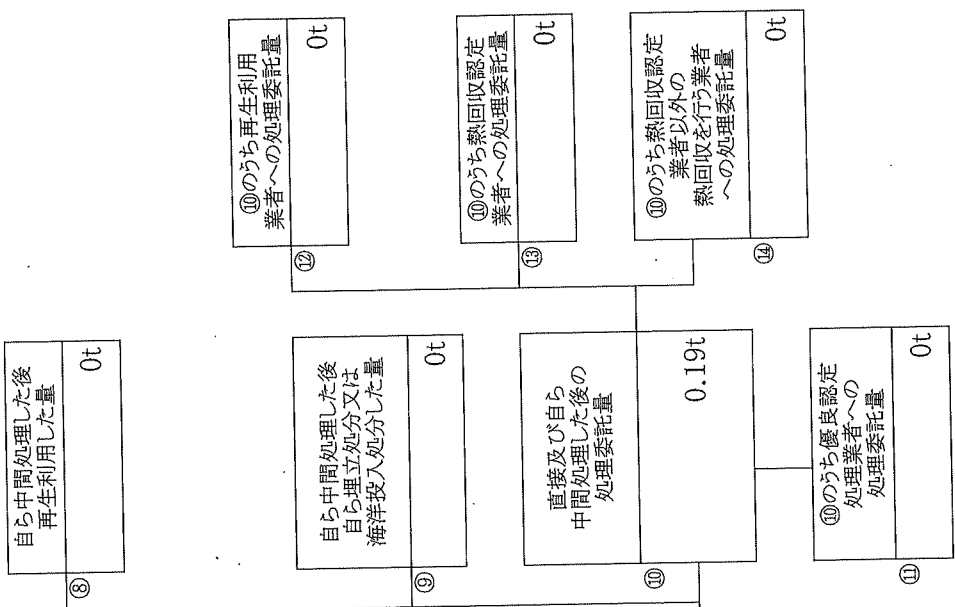 ⑧
自ら中間処理した後
再生利用した量
0t
⑨
自ら中間処理した後
自ら埋立処分又は
海洋投入処分した量
0t
⑩
直接及び自ら
中間処理した後の
処理委託量
0.19t
⑪
⑩のうち優良認定
処理業者への
処理委託量
0t
⑫
⑩のうち再生利用
業者への処理委託量
0t
⑬
⑩のうち熱回収認定
業者への処理委託量
0t
⑭
⑩のうち熱回収認定
業者以外の
熱回収を行う業者
への処理委託量
0t